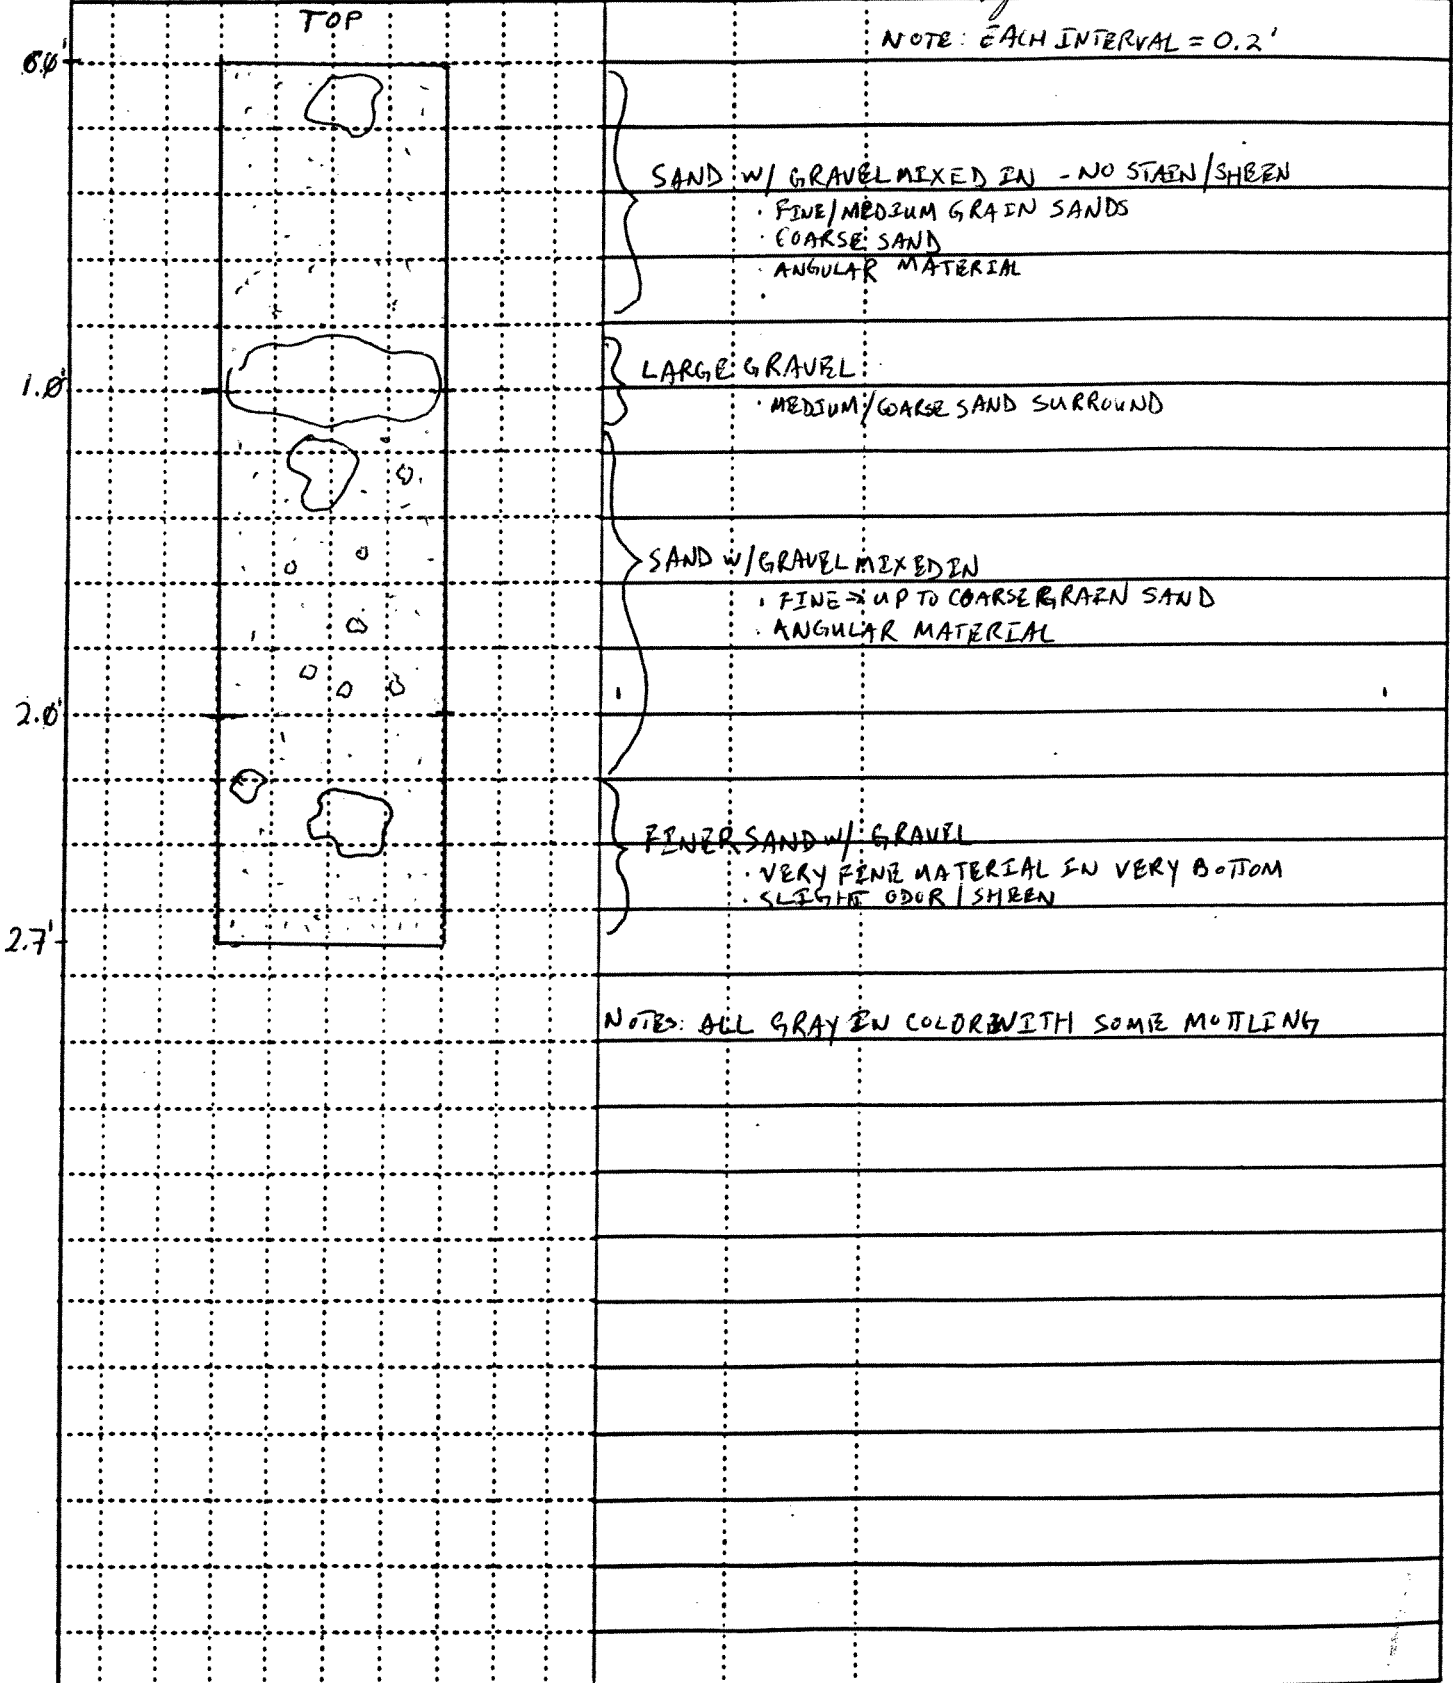 TOP
NOTE: EACH INTERVAL = 0.2'
0.0'
SAND W/ GRAVEL MIXED IN - NO STAIN/SHEEN
· FINE/MEDIUM GRAIN SANDS
· COARSE SAND
· ANGULAR MATERIAL
·
LARGE GRAVEL
1.0'
· MEDIUM/COARSE SAND SURROUND
SAND W/GRAVEL MIXED IN
· FINE → UP TO COARSE GRAIN SAND
· ANGULAR MATERIAL
2.0'
FINER SAND W/ GRAVEL
· VERY FINE MATERIAL IN VERY BOTTOM
· SLIGHT ODOR / SHEEN
2.7'
NOTES: ALL GRAY IN COLOR WITH SOME MOTTLING